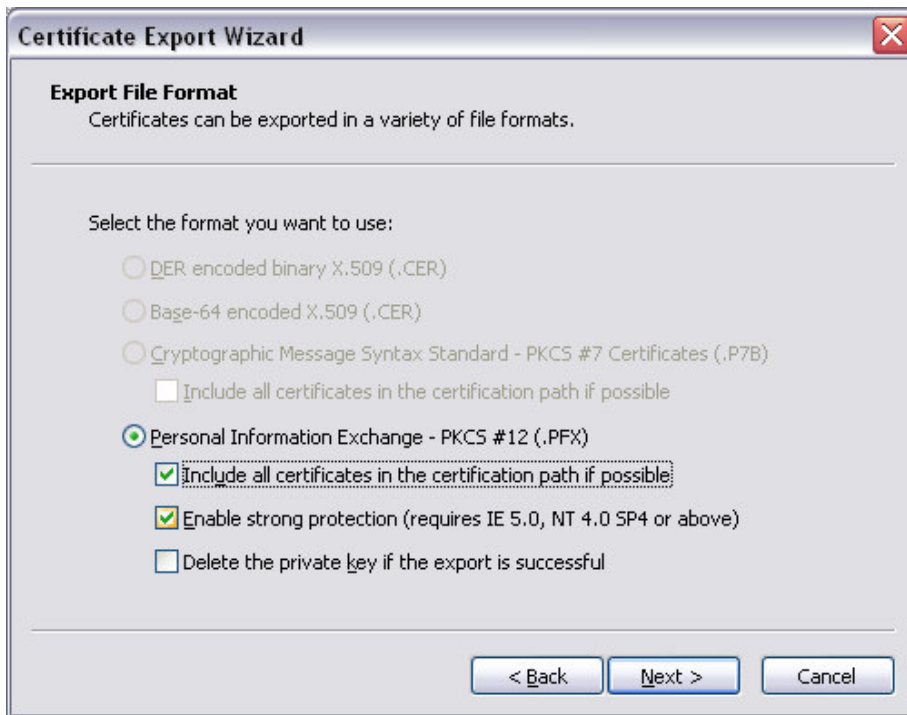 Certificate Export Wizard
Export File Format
Certificates can be exported in a variety of file formats.
Select the format you want to use:
DER encoded binary X.509 (.CER)
Base-64 encoded X.509 (.CER)
Cryptographic Message Syntax Standard - PKCS #7 Certificates (.P7B)
Include all certificates in the certification path if possible
Personal Information Exchange - PKCS #12 (.PFX)
Include all certificates in the certification path if possible
Enable strong protection (requires IE 5.0, NT 4.0 SP4 or above)
Delete the private key if the export is successful
< Back Next > Cancel